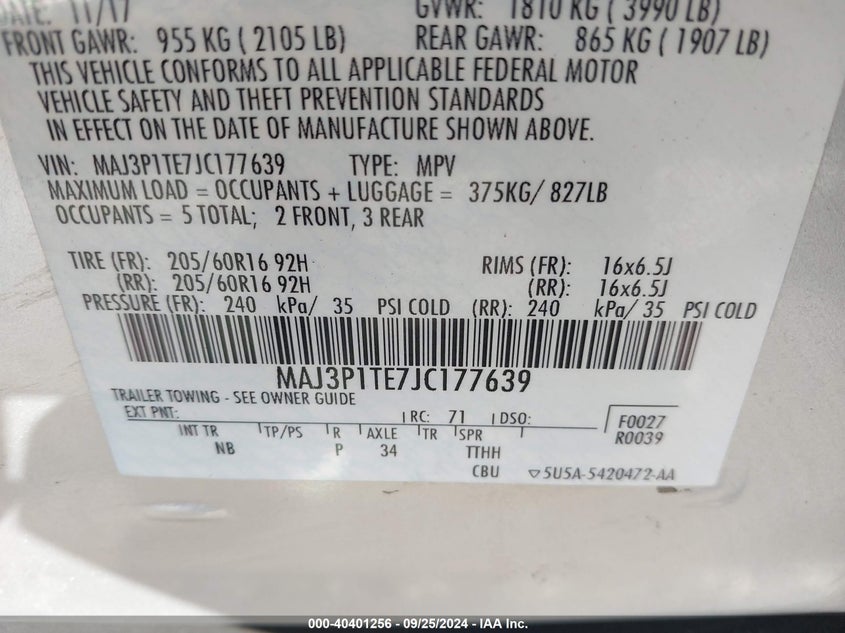 DATE: 11/17 GVWR: 1810 KG ( 3990 LB)
FRONT GAWR: 955 KG ( 2105 LB) REAR GAWR: 865 KG ( 1907 LB)
THIS VEHICLE CONFORMS TO ALL APPLICABLE FEDERAL MOTOR
VEHICLE SAFETY AND THEFT PREVENTION STANDARDS
IN EFFECT ON THE DATE OF MANUFACTURE SHOWN ABOVE.
VIN: MAJ3P1TE7JC177639 TYPE: MPV
MAXIMUM LOAD = OCCUPANTS + LUGGAGE = 375KG/ 827LB
OCCUPANTS = 5 TOTAL; 2 FRONT, 3 REAR
TIRE (FR): 205/60R16 92H RIMS (FR): 16x6.5J
(RR): 205/60R16 92H (RR): 16x6.5J
PRESSURE (FR): 240 kPa/ 35 PSI COLD (RR): 240 kPa/ 35 PSI COLD
MAJ3P1TE7JC177639
TRAILER TOWING - SEE OWNER GUIDE
EXT PNT: RC: 71 DSO: F0027
INT TR TP/PS R AXLE TR SPR R0039
NB P 34 TTHH
CBU 5U5A-5420472-AA
000-40401256 - 09/25/2024 - IAA Inc.